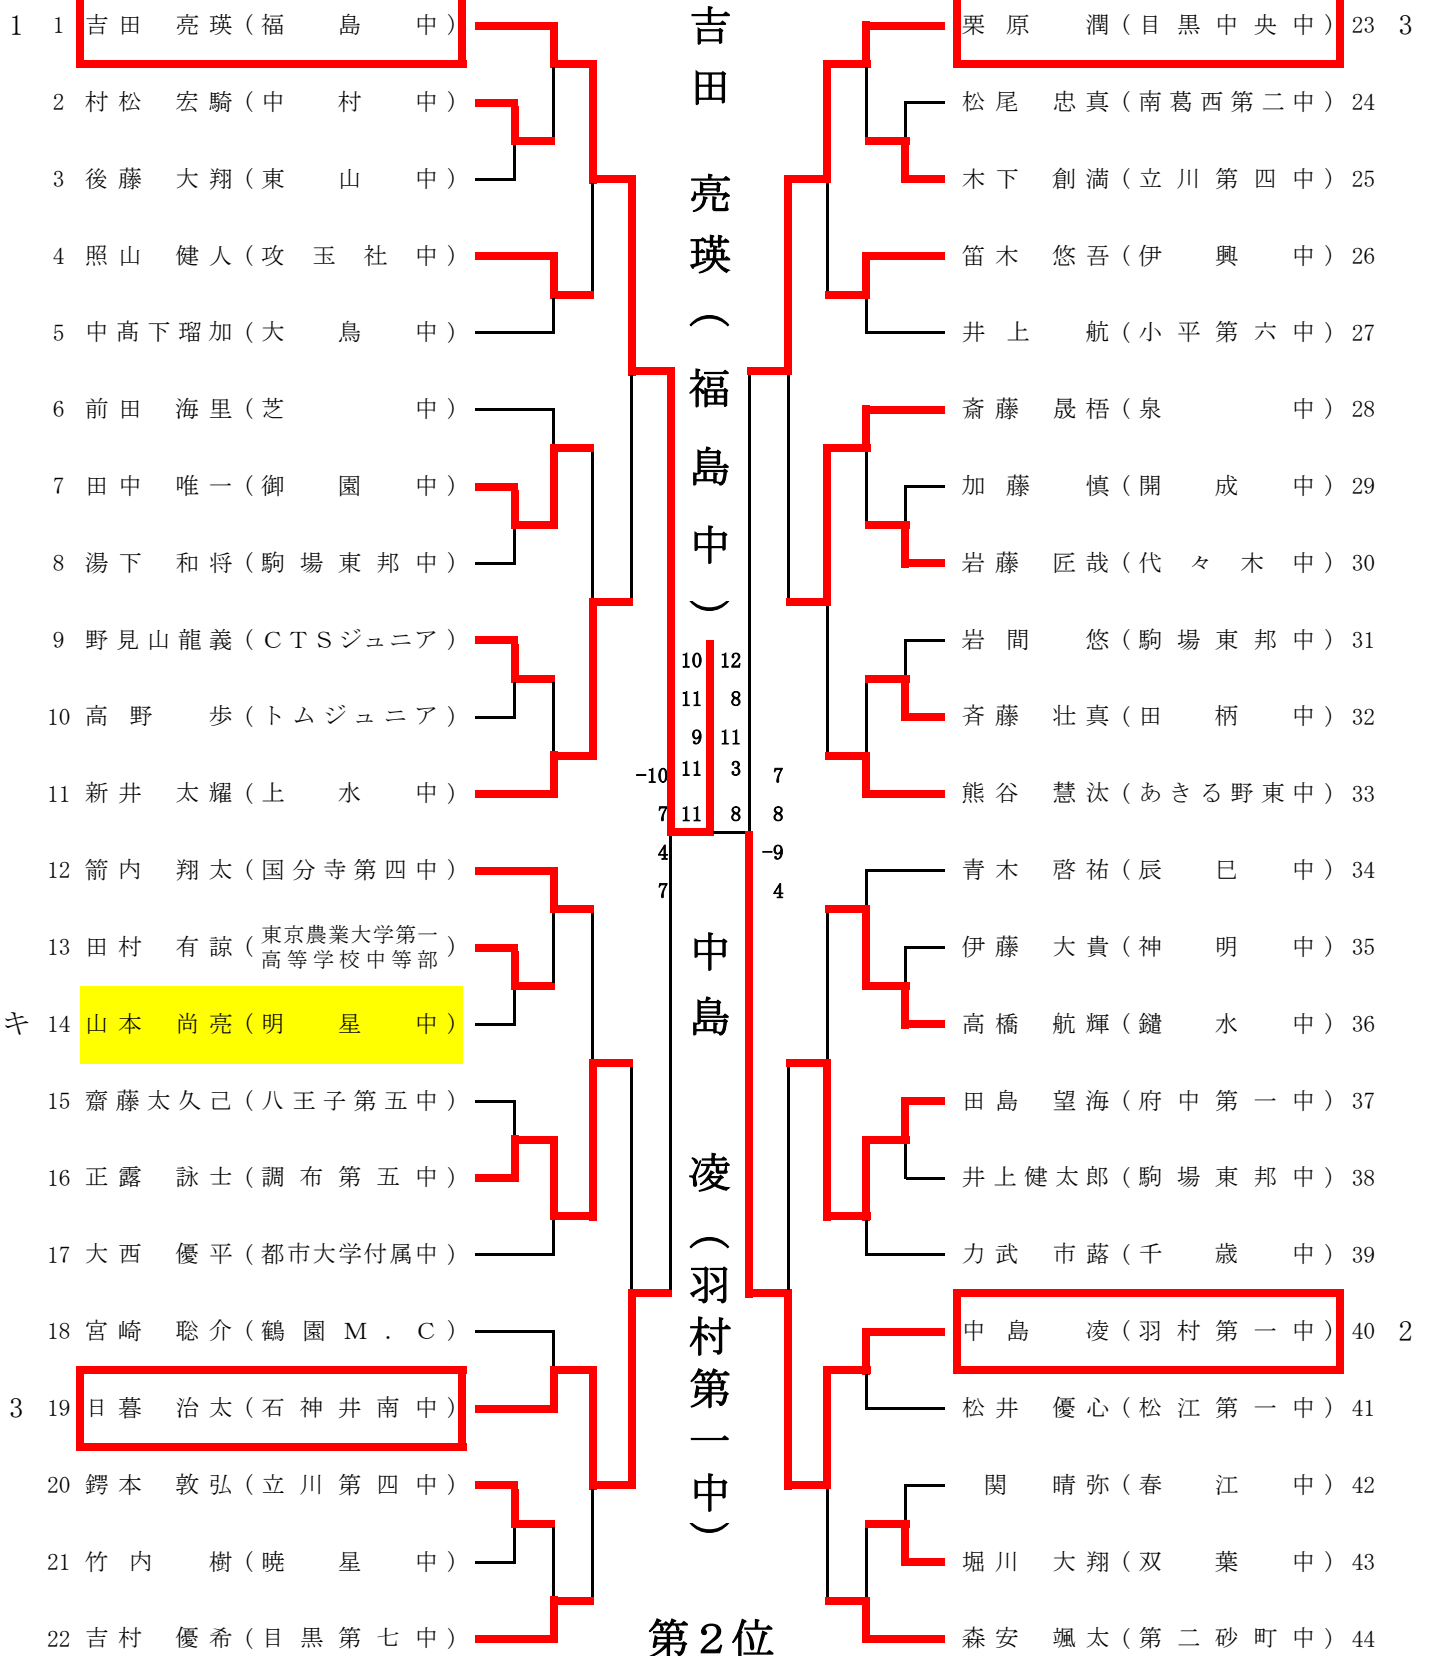 1 1 吉田 亮瑛（福島中）
2 村松 宏騎（中村中）
3 後藤 大翔（東山中）
4 照山 健人（攻玉社中）
5 中髙下瑠加（大鳥中）
6 前田 海里（芝中）
7 田中 唯一（御園中）
8 湯下 和将（駒場東邦中）
9 野見山龍義（CTSジュニア）
10 高野 歩（トムジュニア）
11 新井 太耀（上水中）
12 箭内 翔太（国分寺第四中）
13 田村 有諒（東京農業大学第一
高等学校中等部）
キ 14 山本 尚亮（明星中）
15 齋藤太久己（八王子第五中）
16 正露 詠士（調布第五中）
17 大西 優平（都市大学付属中）
18 宮崎 聡介（鶴園M．C）
3 19 日暮 治太（石神井南中）
20 鍔本 敦弘（立川第四中）
21 竹内 樹（暁星中）
22 吉村 優希（目黒第七中）
吉田 亮瑛（福島中）
10 12
11 8
9 11
11 3
11 8
-10
7
4
7
7
8
-9
4
中島 凌（羽村第一中）
第２位
栗原 潤（目黒中央中） 23 3
松尾 忠真（南葛西第二中） 24
木下 創満（立川第四中） 25
笛木 悠吾（伊興中） 26
井上 航（小平第六中） 27
斎藤 晟梧（泉中） 28
加藤 慎（開成中） 29
岩藤 匠哉（代々木中） 30
岩間 悠（駒場東邦中） 31
斉藤 壮真（田柄中） 32
熊谷 慧汰（あきる野東中） 33
青木 啓祐（辰巳中） 34
伊藤 大貴（神明中） 35
高橋 航輝（鑓水中） 36
田島 望海（府中第一中） 37
井上健太郎（駒場東邦中） 38
力武 市蕗（千歳中） 39
中島 凌（羽村第一中） 40 2
松井 優心（松江第一中） 41
関 晴弥（春江中） 42
堀川 大翔（双葉中） 43
森安 颯太（第二砂町中） 44